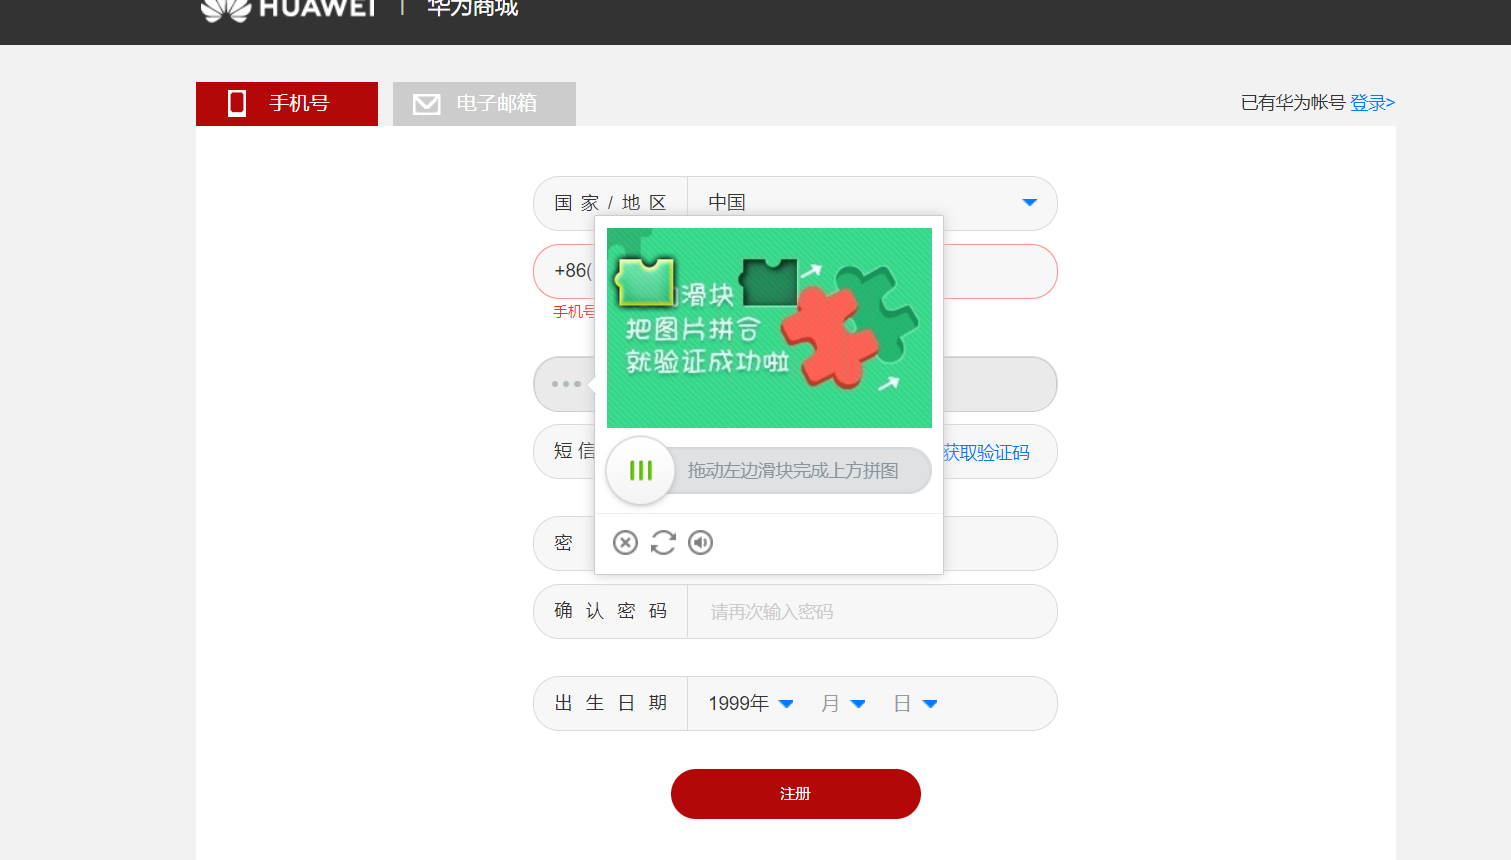 HUAWEI | 华为商城
手机号
电子邮箱
已有华为帐号 登录>
国家/地区
中国
+86(
手机号
滑块
把图片拼合
就验证成功啦
拖动左边滑块完成上方拼图
短信
获取验证码
密
确认密码
请再次输入密码
出生日期
1999年
月
日
注册